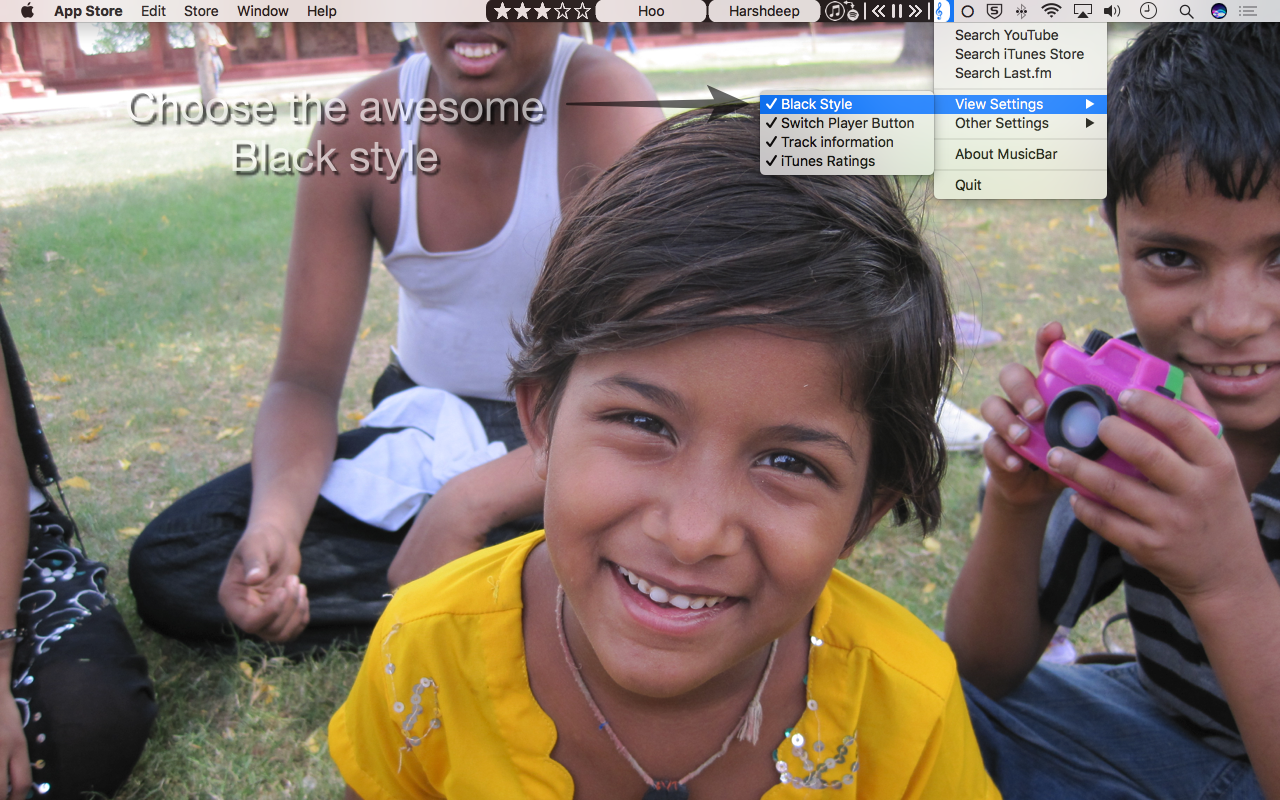 App Store Edit Store Window Help Hoo Harshdeep
Search YouTube
Search iTunes Store
Search Last.fm
Choose the awesome
Black style
Black Style
Switch Player Button
Track information
iTunes Ratings
View Settings
Other Settings
About MusicBar
Quit